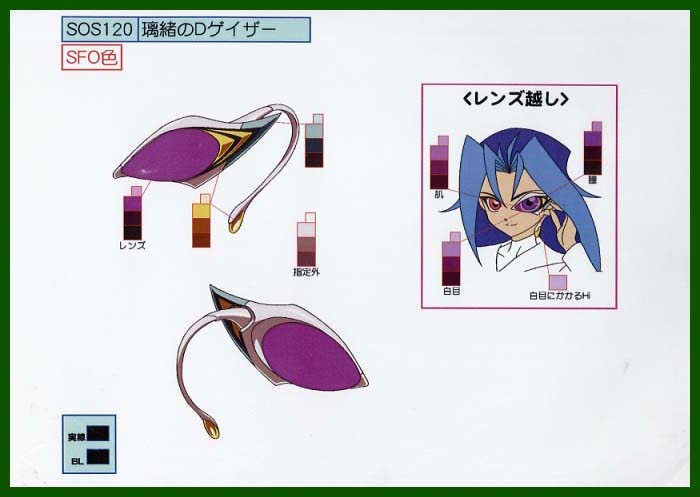 SOS120 璃緒のDゲイザー
SFO色
<レンズ越し>
肌
瞳
レンズ
指定外
白目
白目にかかるHi
実線
BL